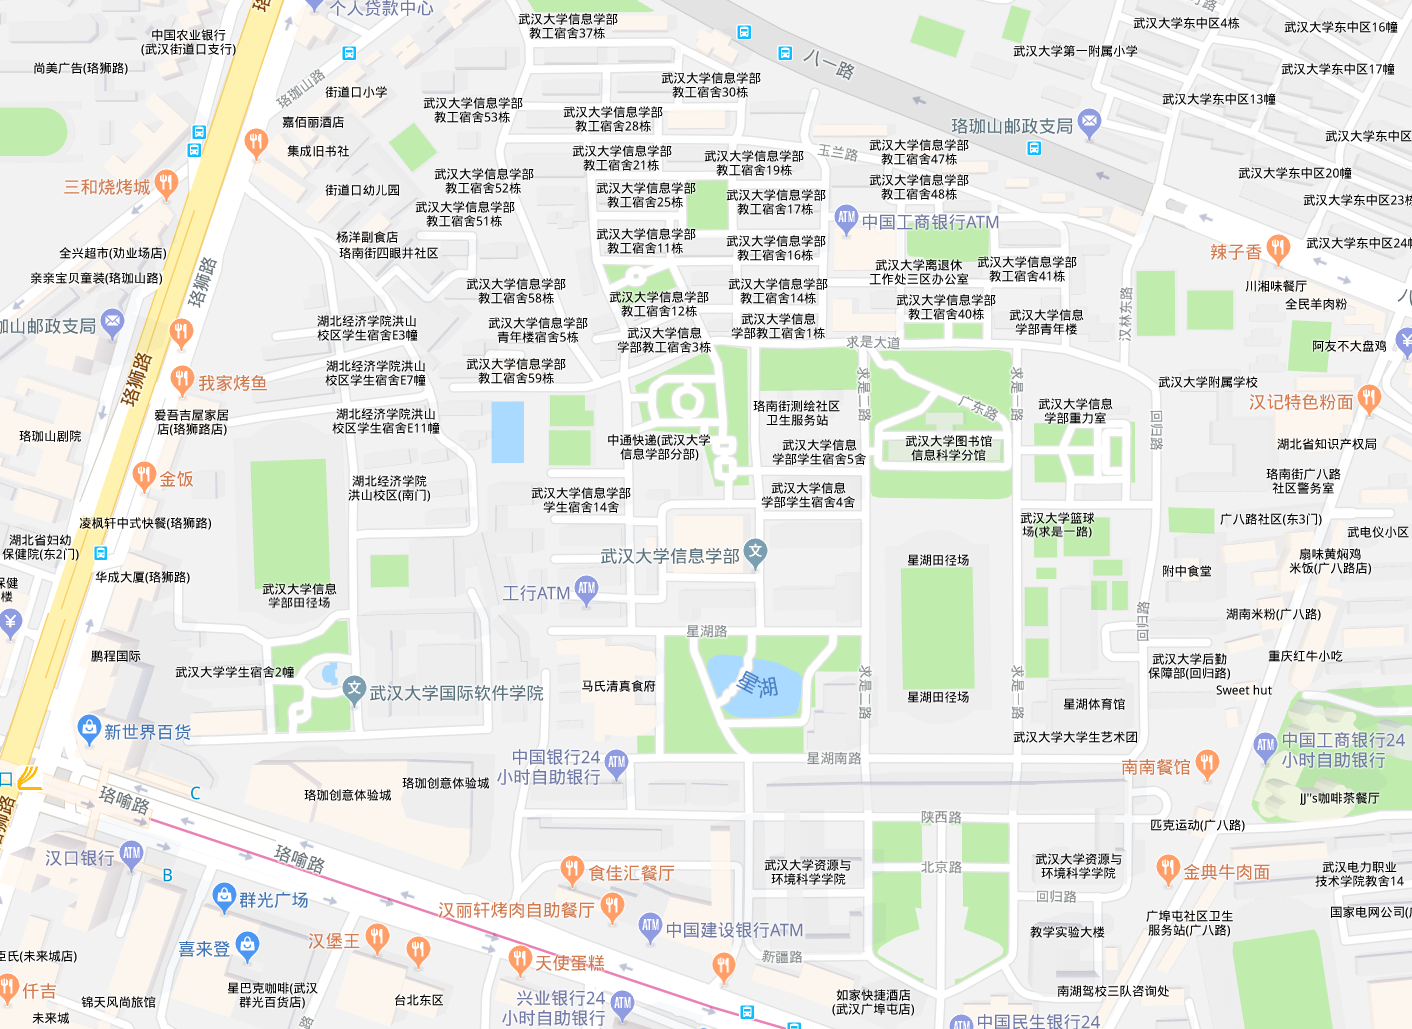 个人贷款中心
武汉大学信息学部
教工宿舍37栋
武汉大学东中区4栋
武汉大学东中区16幢
中国农业银行
(武汉街道口支行)
武汉大学第一附属小学
八一路
尚美广告(珞狮路)
武汉大学东中区17幢
珞珈山路
街道口小学
武汉大学信息学部
教工宿舍30栋
武汉大学信息学部
教工宿舍53栋
武汉大学东中区13幢
武汉大学信息学部
教工宿舍28栋
嘉佰丽酒店
珞珈山邮政支局
武汉大学东中区
集成旧书社
武汉大学信息学部
教工宿舍21栋
武汉大学信息学部
教工宿舍19栋
玉兰路
武汉大学信息学部
教工宿舍47栋
三和烧烤城
街道口幼儿园
武汉大学信息学部
教工宿舍52栋
武汉大学信息学部
教工宿舍25栋
武汉大学信息学部
教工宿舍17栋
武汉大学信息学部
教工宿舍48栋
武汉大学东中区20幢
武汉大学东中区23栋
武汉大学信息学部
教工宿舍51栋
中国工商银行ATM
杨洋副食店
珞南街四眼井社区
武汉大学信息学部
教工宿舍11栋
武汉大学信息学部
教工宿舍16栋
辣子香
武汉大学东中区24幢
全兴超市(劝业场店)
亲亲宝贝童装(珞珈山路)
珞狮路
武汉大学离退休
工作处三区办公室
武汉大学信息学部
教工宿舍41栋
武汉大学信息学部
教工宿舍58栋
武汉大学信息学部
教工宿舍12栋
武汉大学信息学部
教工宿舍14栋
武汉大学信息学部
教工宿舍40栋
川湘味餐厅
全民羊肉粉
珈山邮政支局
湖北经济学院洪山
校区学生宿舍E3幢
武汉大学信息学部
青年楼宿舍5栋
武汉大学信息
学部教工宿舍3栋
武汉大学信息
学部教工宿舍1栋
求是大道
武汉大学信息
学部青年楼
汉林东路
阿友不大盘鸡
珞狮路
我家烤鱼
湖北经济学院洪山
校区学生宿舍E7幢
武汉大学信息学部
教工宿舍59栋
求是二路
求是一路
武汉大学附属学校
汉记特色粉面
爱吾吉屋家居
店(珞狮路店)
湖北经济学院洪山
校区学生宿舍E11幢
珞南街测绘社区
卫生服务站
广东路
武汉大学信息
学部重力室
回归路
珞珈山剧院
中通快递(武汉大学
信息学部分部)
武汉大学信息
学部学生宿舍5舍
武汉大学图书馆
信息科学分馆
湖北省知识产权局
金饭
湖北经济学院
洪山校区(南门)
武汉大学信息学部
学生宿舍14舍
武汉大学信息
学部学生宿舍4舍
珞南街广八路
社区警务室
凌枫轩中式快餐(珞狮路)
武汉大学篮球
场(求是一路)
广八路社区(东3门)
武电仪小区
湖北省妇幼
保健院(东2门)
武汉大学信息学部
星湖田径场
扇味黄焖鸡
米饭(广八路店)
附中食堂
保健
楼
华成大厦(珞狮路)
武汉大学信息
学部田径场
工行ATM
回归路
湖南米粉(广八路)
星湖路
鹏程国际
武汉大学学生宿舍2幢
武汉大学国际软件学院
马氏清真食府
星湖
求是二路
求是一路
星湖田径场
星湖体育馆
武汉大学后勤
保障部(回归路)
重庆红牛小吃
Sweet hut
新世界百货
武汉大学大学生艺术团
中国银行24
小时自助银行
星湖南路
南南餐馆
中国工商银行24
小时自助银行
口
C
珞喻路
珞珈创意体验城
珞珈创意体验城
JJ"s咖啡茶餐厅
陕西路
匹克运动(广八路)
汉口银行
B
珞喻路
食佳汇餐厅
武汉大学资源与
环境科学学院
北京路
武汉大学资源与
环境科学学院
金典牛肉面
武汉电力职业
技术学院教舍14
群光广场
汉丽轩烤肉自助餐厅
回归路
广埠屯社区卫生
服务站(广八路)
国家电网公司
喜来登
汉堡王
中国建设银行ATM
教学实验大楼
臣氏(未来城店)
天使蛋糕
新疆路
仟吉
未来城
锦天风尚旅馆
星巴克咖啡(武汉
群光百货店)
台北东区
兴业银行24
小时自助银行
如家快捷酒店
(武汉广埠屯店)
南湖驾校三队咨询处
中国民生银行24